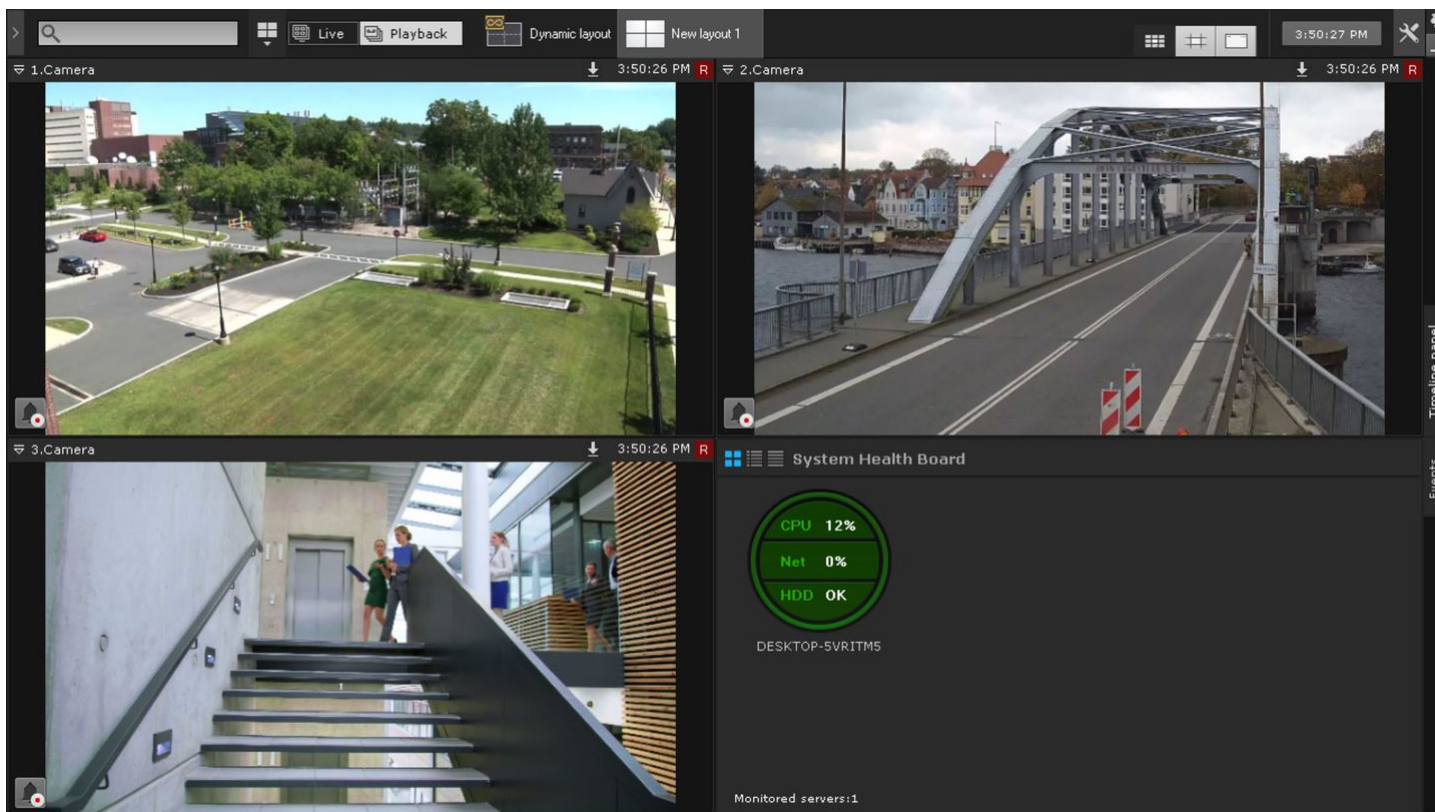 Live Playback Dynamic layout New layout 1 3:50:27 PM
1.Camera 3:50:26 PM R
2.Camera 3:50:26 PM R
3.Camera 3:50:26 PM R
System Health Board
CPU 12%
Net 0%
HDD OK
DESKTOP-5VRITM5
Monitored servers:1
Timeline panel
Events